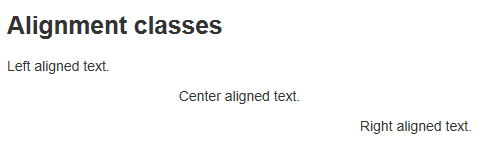 Alignment classes
Left aligned text.
Center aligned text.
Right aligned text.